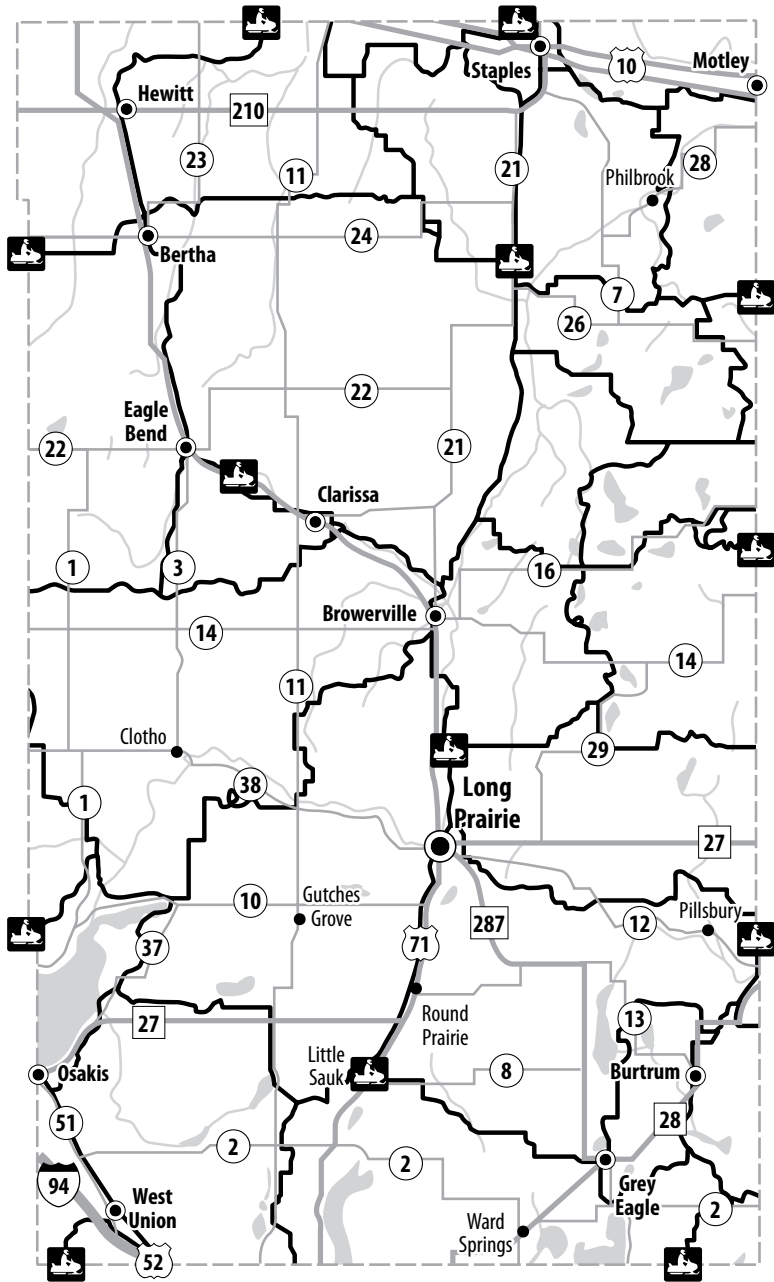 Staples
10
Motley
Hewitt
210
23
11
21
28
Philbrook
24
Bertha
7
26
22
Eagle
Bend
22
21
Clarissa
1
3
16
Browerville
14
14
11
Clotho
29
38
1
Long
Prairie
27
10
Gutches
Grove
287
12
Pillsbury
37
71
Round
Prairie
27
13
Little
Sauk
8
Osakis
Burtrum
51
28
2
2
94
West
Union
Grey
Eagle
2
Ward
Springs
52